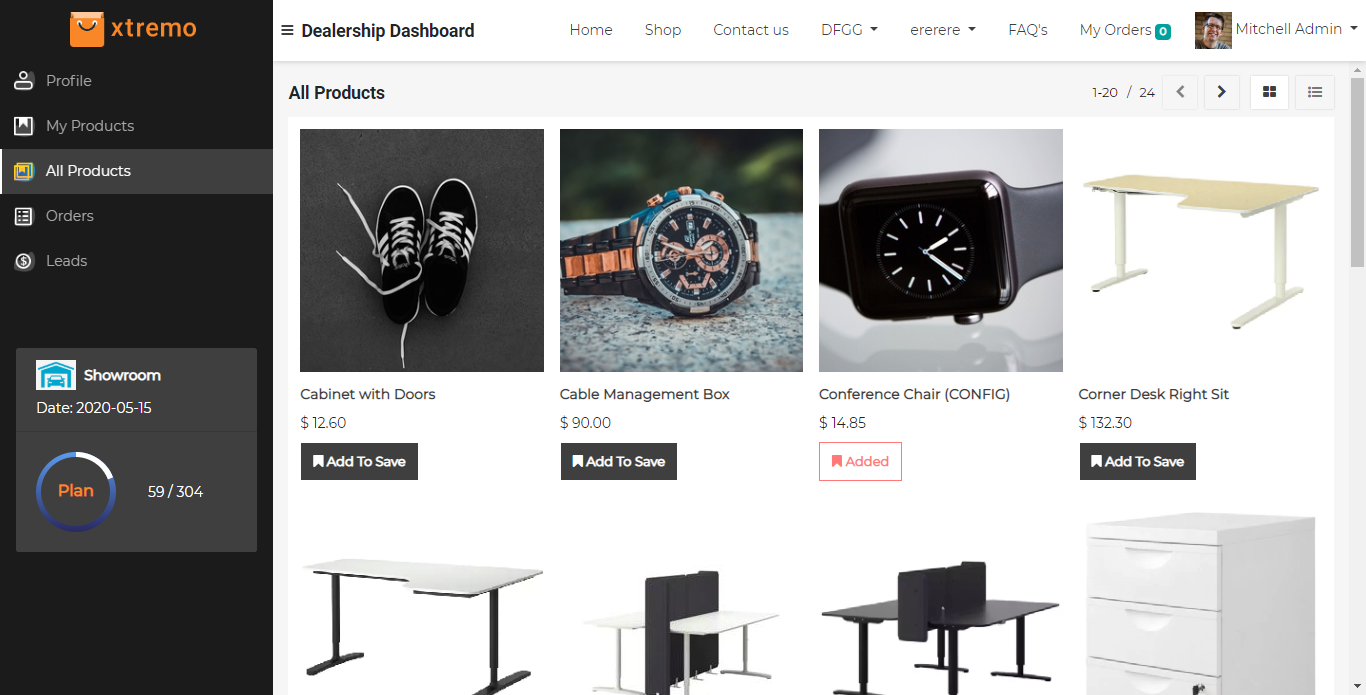 xtremo
Profile
My Products
All Products
Orders
Leads
Showroom
Date: 2020-05-15
Plan
59 / 304
Dealership Dashboard
Home
Shop
Contact us
DFGG
ererere
FAQ's
My Orders 0
Mitchell Admin
All Products
1-20 / 24
Cabinet with Doors
$ 12.60
Add To Save
Cable Management Box
$ 90.00
Add To Save
Conference Chair (CONFIG)
$ 14.85
Added
Corner Desk Right Sit
$ 132.30
Add To Save